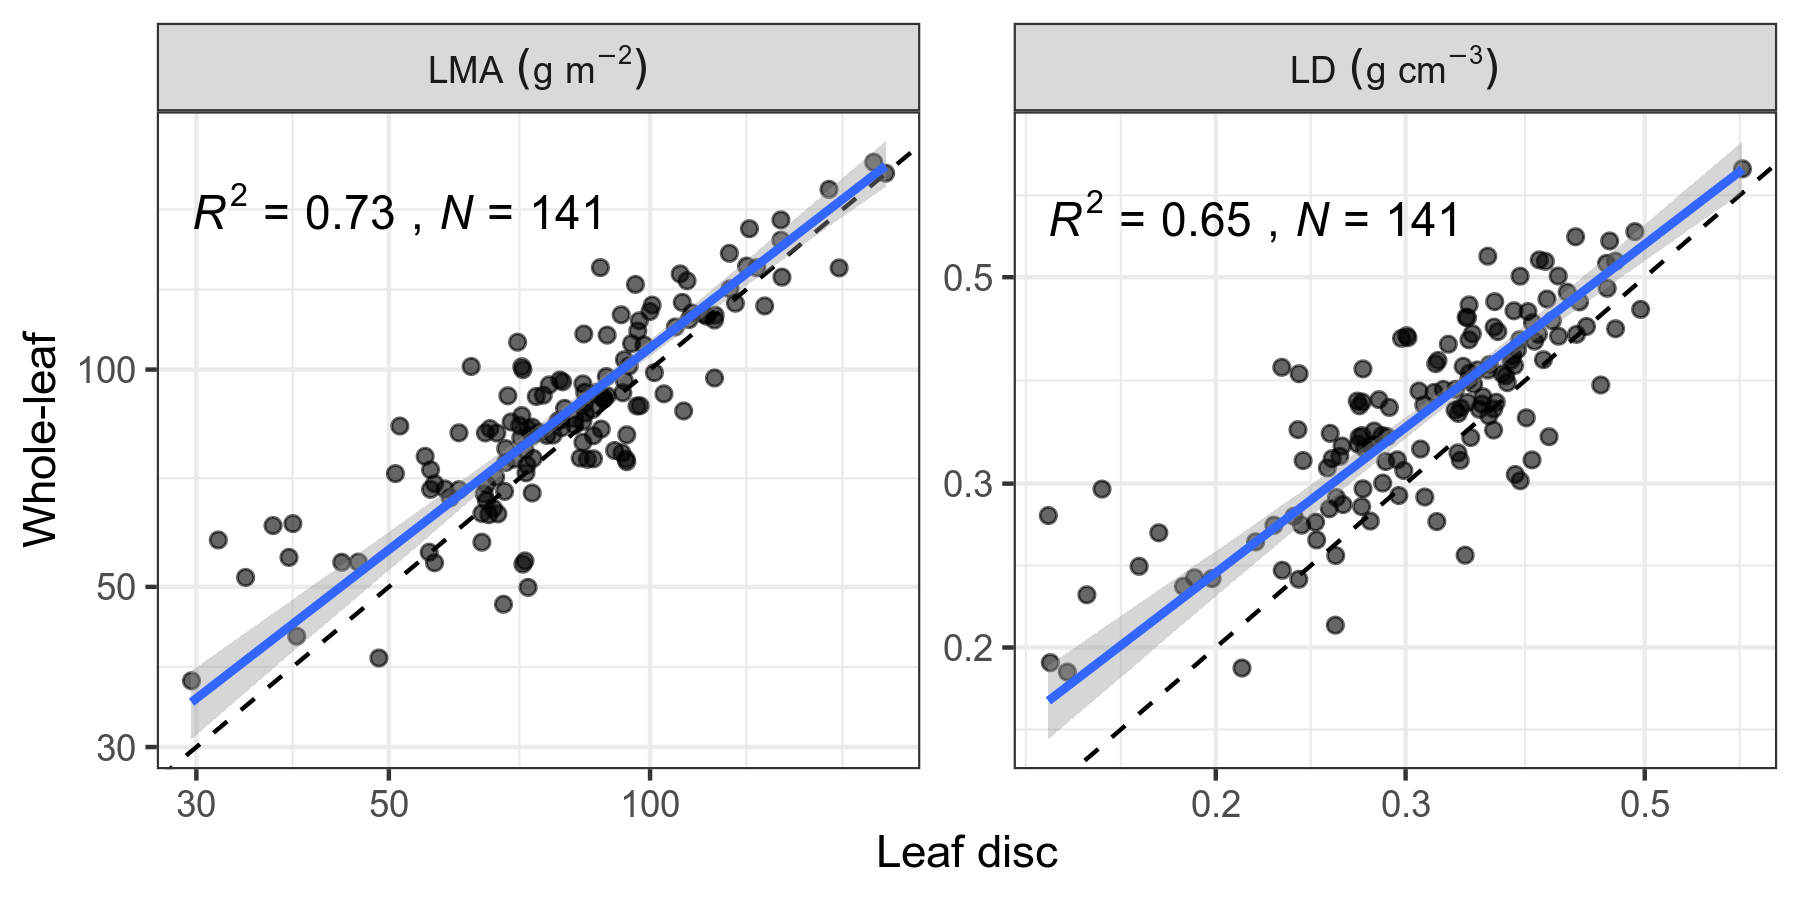 LMA (g m⁻²)
LD (g cm⁻³)
R² = 0.73 , N = 141
R² = 0.65 , N = 141
Whole-leaf
100
50
30
0.5
0.3
0.2
30 50 100
0.2 0.3 0.5
Leaf disc